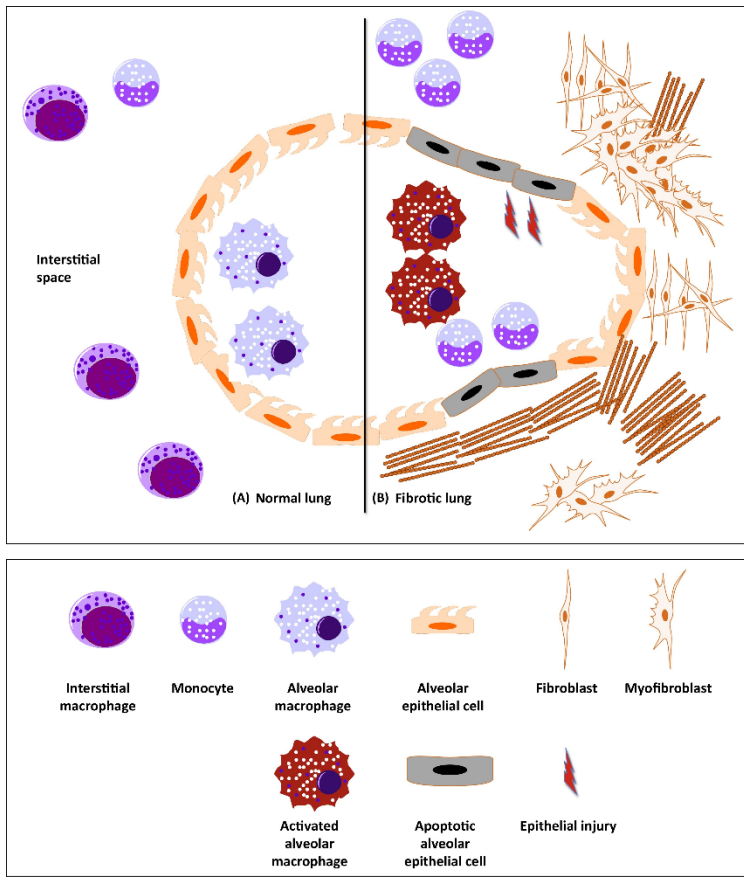 Interstitial
space
(A) Normal lung
(B) Fibrotic lung
Interstitial
macrophage
Monocyte
Alveolar
macrophage
Alveolar
epithelial cell
Fibroblast
Myofibroblast
Activated
alveolar
macrophage
Apoptotic
alveolar
epithelial cell
Epithelial injury